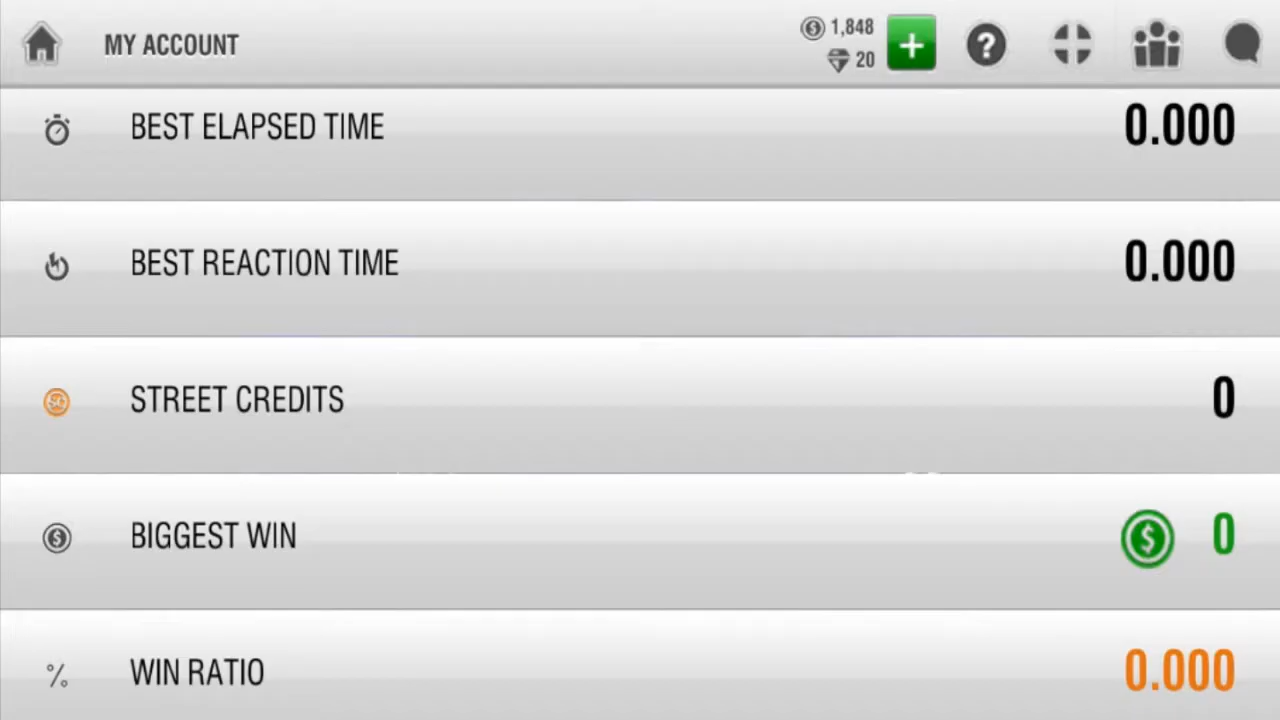 MY ACCOUNT
1,848
20
BEST ELAPSED TIME 0.000
BEST REACTION TIME 0.000
STREET CREDITS 0
BIGGEST WIN $ 0
% WIN RATIO 0.000